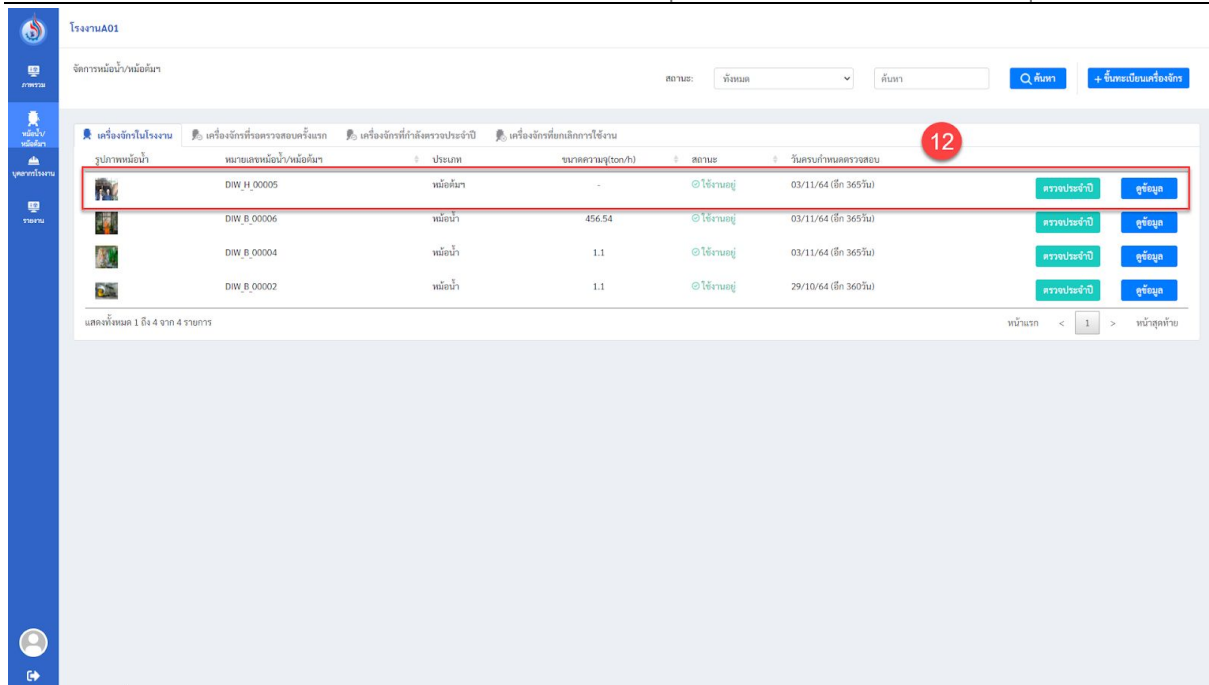 โรงงานA01
ภาพรวม
หม้อน้ำ/
หม้อต้มฯ
บุคลากรโรงงาน
รายงาน
จัดการหม้อน้ำ/หม้อต้มฯ
สถานะ: ทั้งหมด ค้นหา ค้นหา + ขึ้นทะเบียนเครื่องจักร
เครื่องจักรในโรงงาน เครื่องจักรที่รอตรวจสอบครั้งแรก เครื่องจักรที่กำลังตรวจประจำปี เครื่องจักรที่ยกเลิกการใช้งาน
12
รูปภาพหม้อน้ำ หมายเลขหม้อน้ำ/หม้อต้มฯ ประเภท ขนาดความจุ(ton/h) สถานะ วันครบกำหนดตรวจสอบ
DIW_H_00005 หม้อต้มฯ - ใช้งานอยู่ 03/11/64 (อีก 365วัน) ตรวจประจำปี ดูข้อมูล
DIW_B_00006 หม้อน้ำ 456.54 ใช้งานอยู่ 03/11/64 (อีก 365วัน) ตรวจประจำปี ดูข้อมูล
DIW_B_00004 หม้อน้ำ 1.1 ใช้งานอยู่ 03/11/64 (อีก 365วัน) ตรวจประจำปี ดูข้อมูล
DIW_B_00002 หม้อน้ำ 1.1 ใช้งานอยู่ 29/10/64 (อีก 360วัน) ตรวจประจำปี ดูข้อมูล
แสดงทั้งหมด 1 ถึง 4 จาก 4 รายการ หน้าแรก < 1 > หน้าสุดท้าย